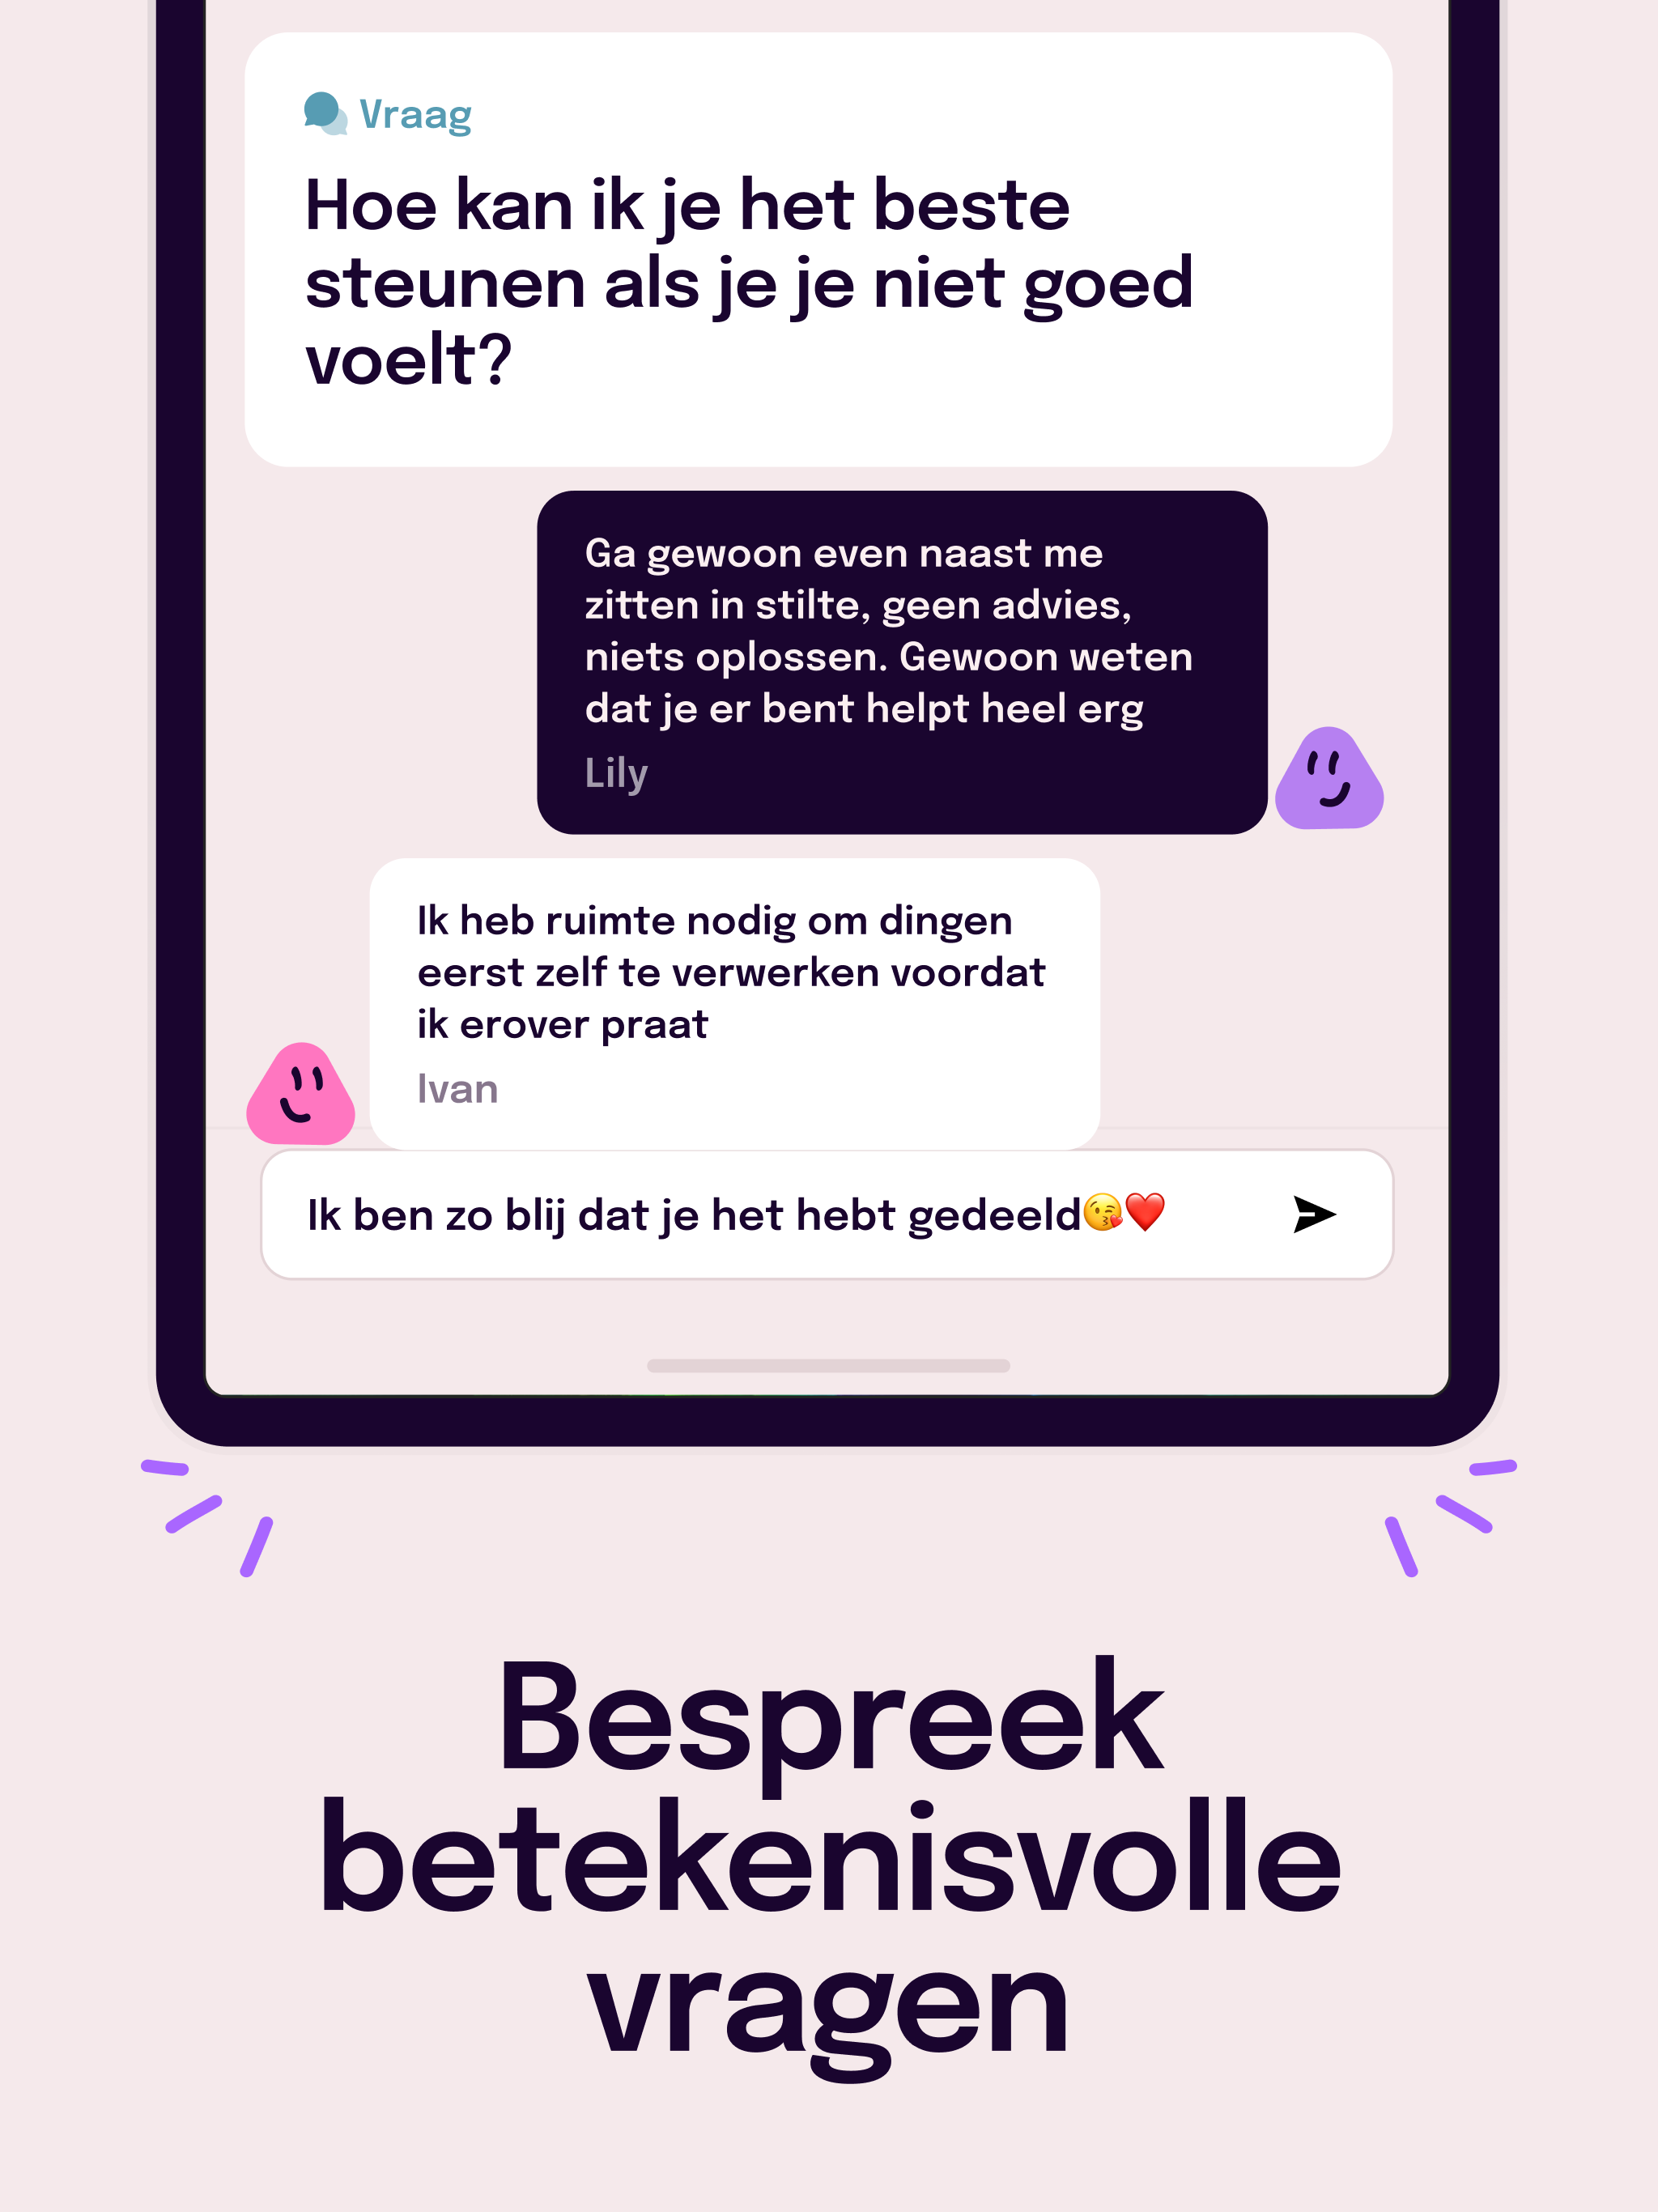 Vraag
Hoe kan ik je het beste
steunen als je je niet goed
voelt?
Ga gewoon even naast me
zitten in stilte, geen advies,
niets oplossen. Gewoon weten
dat je er bent helpt heel erg
Lily
Ik heb ruimte nodig om dingen
eerst zelf te verwerken voordat
ik erover praat
Ivan
Ik ben zo blij dat je het hebt gedeeld😘❤️
Bespreek
betekenisvolle
vragen